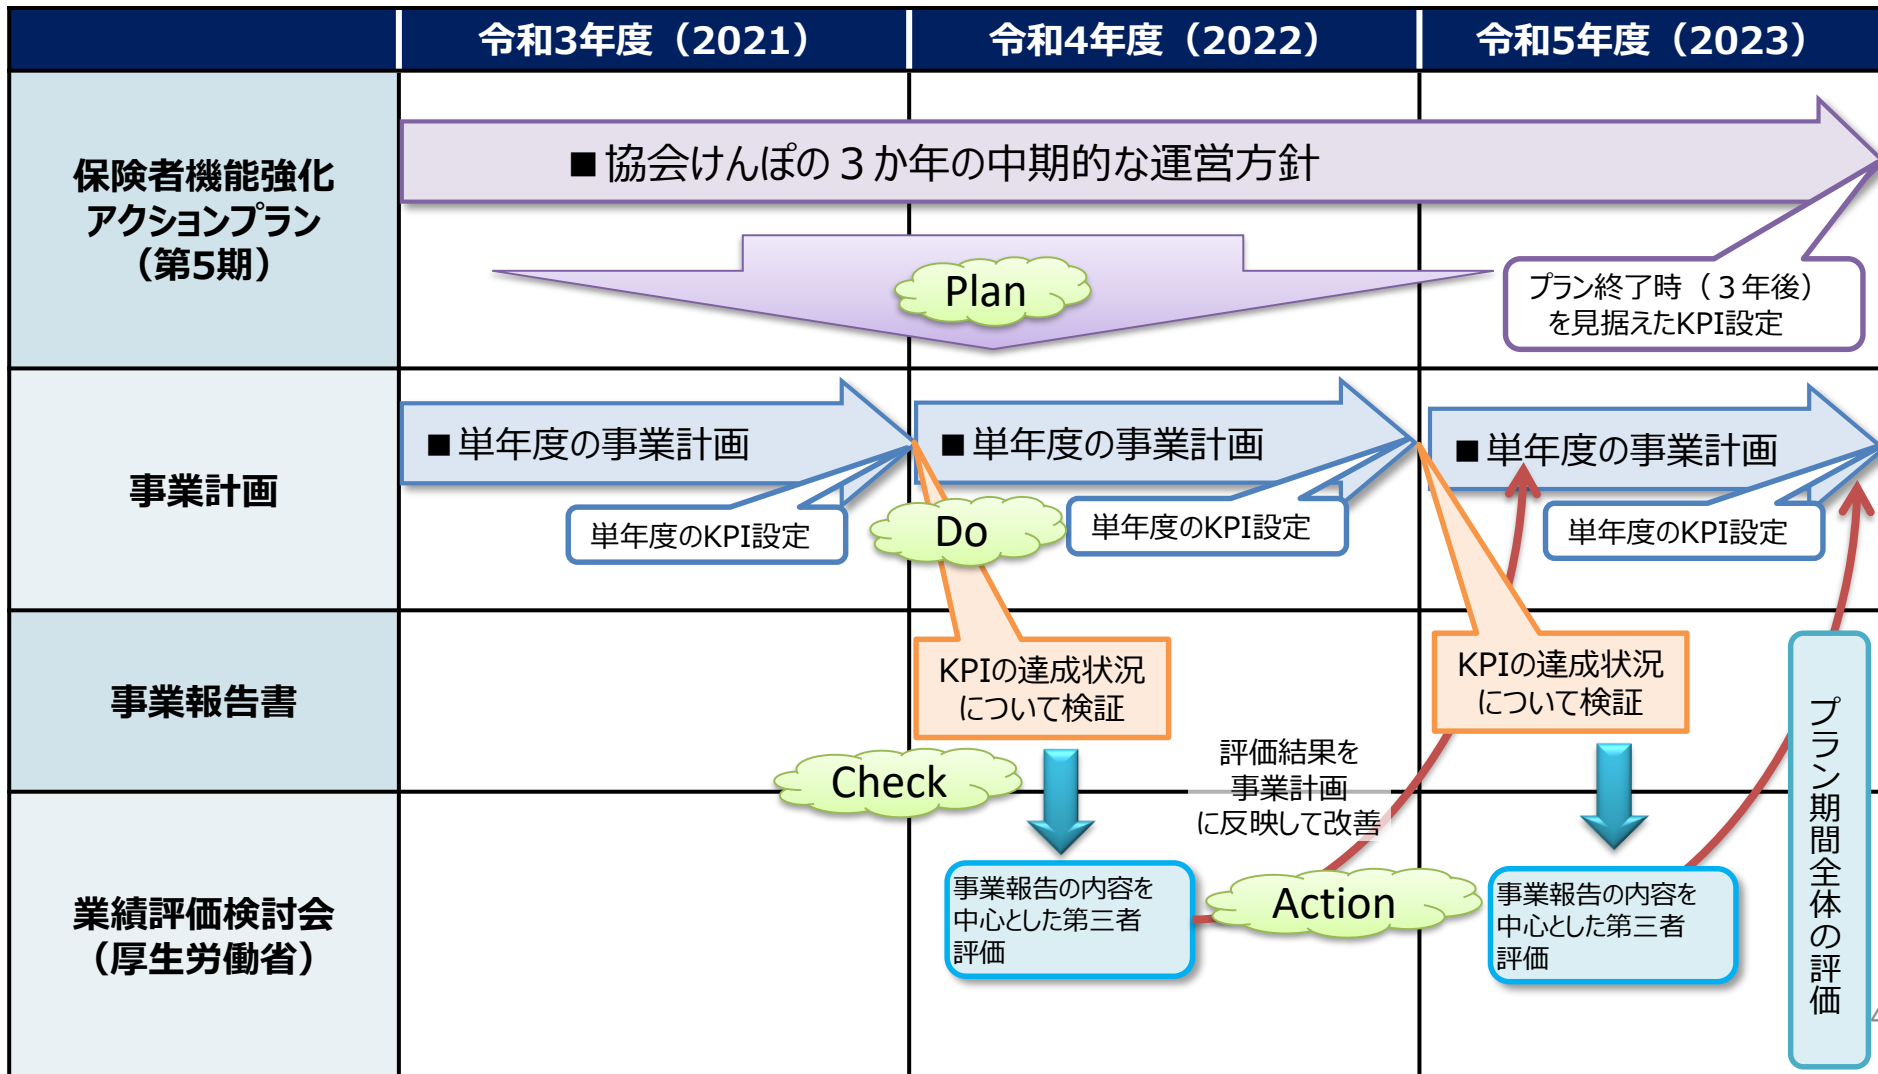 令和3年度（2021）
令和4年度（2022）
令和5年度（2023）
保険者機能強化
アクションプラン
（第5期）
■協会けんぽの３か年の中期的な運営方針
Plan
プラン終了時（３年後）
を見据えたKPI設定
事業計画
■単年度の事業計画
単年度のKPI設定
■単年度の事業計画
単年度のKPI設定
■単年度の事業計画
単年度のKPI設定
Do
事業報告書
KPIの達成状況
について検証
KPIの達成状況
について検証
Check
評価結果を
事業計画
に反映して改善
プラン期間全体の評価
業績評価検討会
（厚生労働省）
事業報告の内容を
中心とした第三者
評価
Action
事業報告の内容を
中心とした第三者
評価